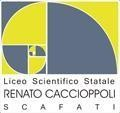 Liceo Scientifico Statale
RENATO CACCIOPPOLI
SCAFATI